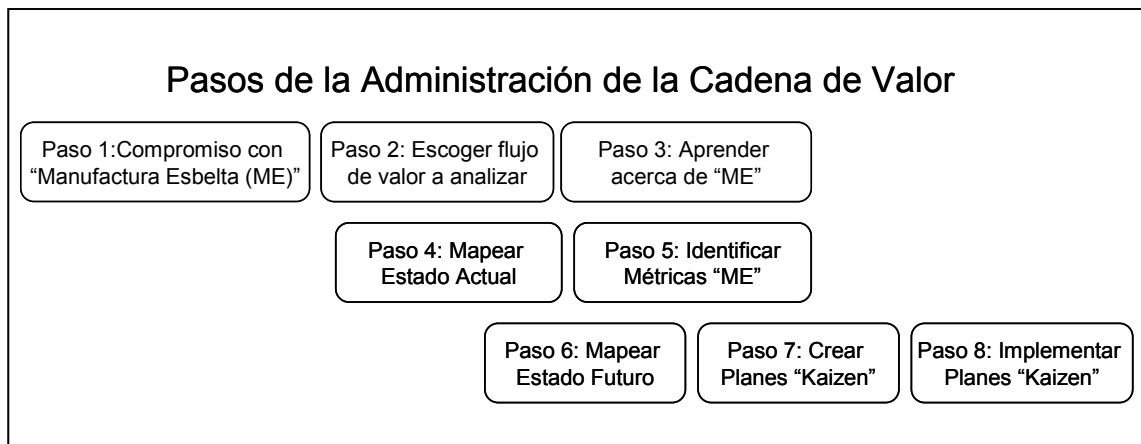 Pasos de la Administración de la Cadena de Valor
Paso 1:Compromiso con
“Manufactura Esbelta (ME)”
Paso 2: Escoger flujo
de valor a analizar
Paso 3: Aprender
acerca de “ME”
Paso 4: Mapear
Estado Actual
Paso 5: Identificar
Métricas “ME”
Paso 6: Mapear
Estado Futuro
Paso 7: Crear
Planes “Kaizen”
Paso 8: Implementar
Planes “Kaizen”